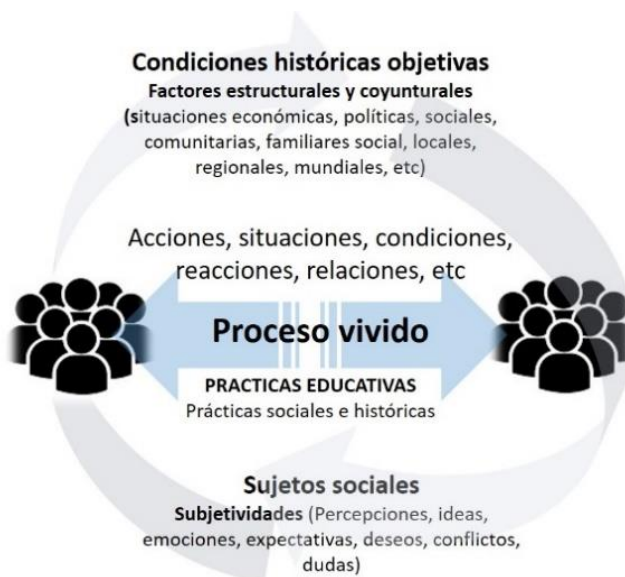 Condiciones históricas objetivas
Factores estructurales y coyunturales
(situaciones económicas, políticas, sociales,
comunitarias, familiares social, locales,
regionales, mundiales, etc)
Acciones, situaciones, condiciones,
reacciones, relaciones, etc
Proceso vivido
PRACTICAS EDUCATIVAS
Prácticas sociales e históricas
Sujetos sociales
Subjetividades (Percepciones, ideas,
emociones, expectativas, deseos, conflictos,
dudas)